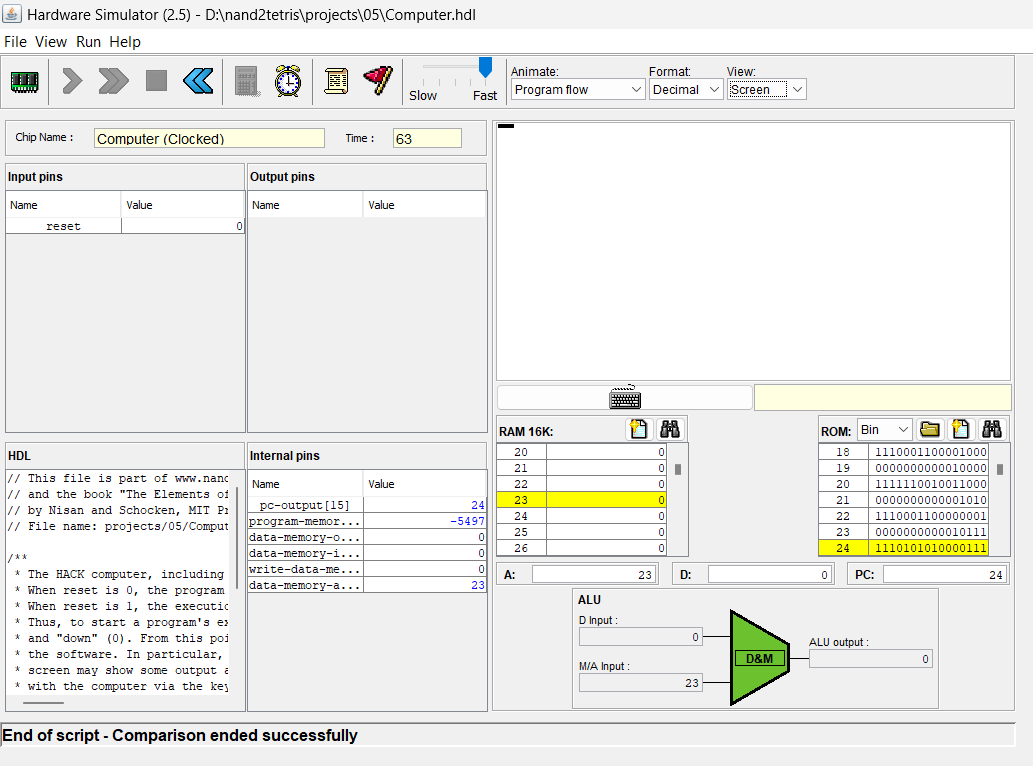 Hardware Simulator (2.5) - D:\nand2tetris\projects\05\Computer.hdl
File View Run Help
Slow Fast
Animate: Format: View:
Program flow Decimal Screen
Chip Name : Computer (Clocked) Time : 63
Input pins
Name Value
reset 0
Output pins
Name Value
HDL
// This file is part of www.nand
// and the book "The Elements of
// by Nisan and Schocken, MIT Pr
// File name: projects/05/Comput
/**
* The HACK computer, including
* When reset is 0, the program
* When reset is 1, the executio
* Thus, to start a program's ex
* and "down" (0). From this poi
* the software. In particular,
* screen may show some output a
* with the computer via the key
Internal pins
Name Value
pc-output[15] 24
program-memor... -5497
data-memory-o... 0
data-memory-i... 0
write-data-me... 0
data-memory-a... 23
RAM 16K:
20 0
21 0
22 0
23 0
24 0
25 0
26 0
ROM: Bin
18 1110001100001000
19 0000000000010000
20 1111110010011000
21 0000000000001010
22 1110001100000001
23 0000000000010111
24 1110101010000111
A: 23 D: 0 PC: 24
ALU
D Input :
0
M/A Input :
23
D&M
ALU output :
0
End of script - Comparison ended successfully